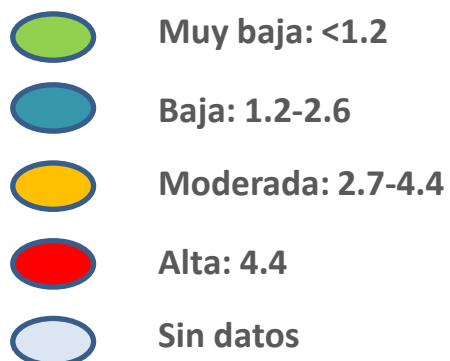 Muy baja: <1.2
Baja: 1.2-2.6
Moderada: 2.7-4.4
Alta: 4.4
Sin datos